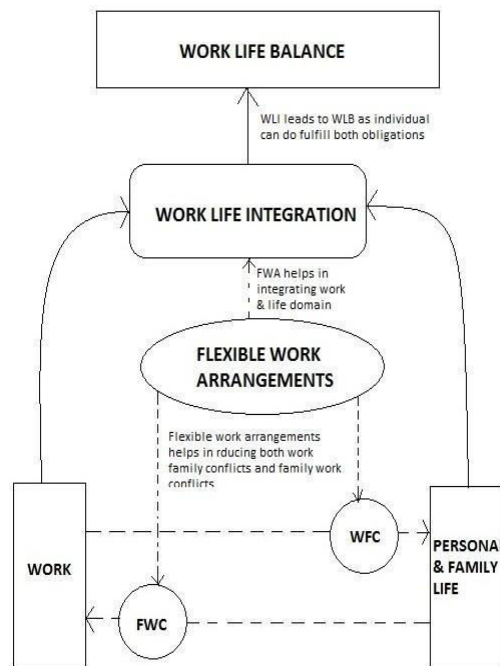 WORK LIFE BALANCE
WLI leads to WLB as individual
can do fulfill both obligations
WORK LIFE INTEGRATION
FWA helps in
integrating work
& life domain
FLEXIBLE WORK
ARRANGEMENTS
Flexible work arrangements
helps in rducing both work
family conflicts and family work
conflicts
WFC
WORK
PERSONA
& FAMILY
LIFE
FWC